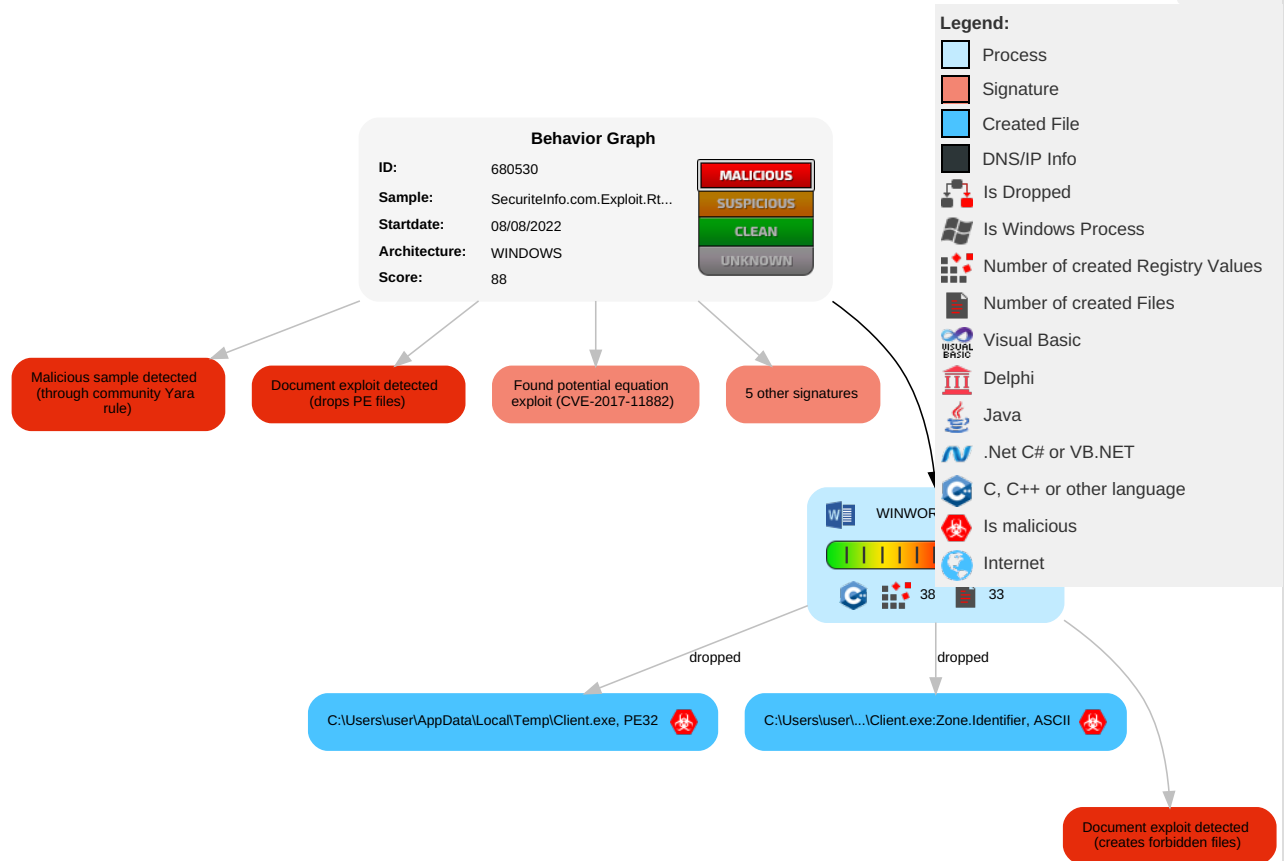 Legend:
Process
Signature
Created File
DNS/IP Info
Is Dropped
Is Windows Process
Number of created Registry Values
Number of created Files
VISUAL BASIC
Visual Basic
Delphi
Java
.Net C# or VB.NET
C, C++ or other language
Is malicious
Internet
Behavior Graph
ID: 680530
Sample: SecuriteInfo.com.Exploit.Rt...
Startdate: 08/08/2022
Architecture: WINDOWS
Score: 88
MALICIOUS
SUSPICIOUS
CLEAN
UNKNOWN
Malicious sample detected
(through community Yara
rule)
Document exploit detected
(drops PE files)
Found potential equation
exploit (CVE-2017-11882)
5 other signatures
WINWOR
38 33
dropped
dropped
C:\Users\user\AppData\Local\Temp\Client.exe, PE32
C:\Users\user\...\Client.exe:Zone.Identifier, ASCII
Document exploit detected
(creates forbidden files)